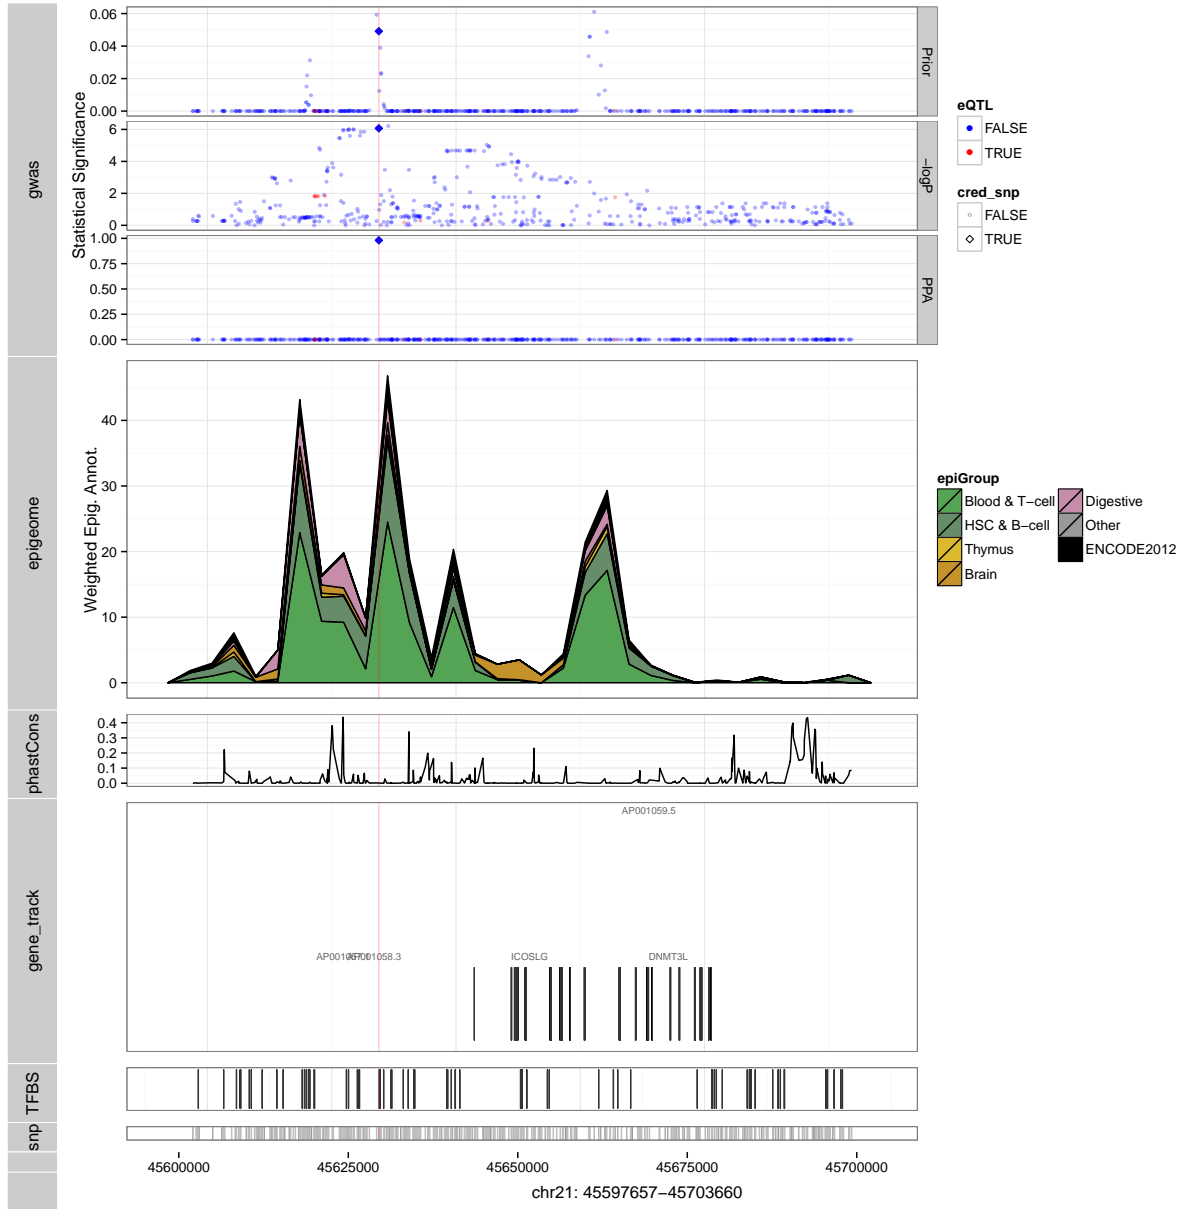 gwas
Statistical Significance
0.06
0.04
0.02
0.00
Prior
6
4
2
0
−logP
1.00
0.75
0.50
0.25
0.00
PPA
eQTL
FALSE
TRUE
cred_snp
FALSE
TRUE
epigeome
Weighted Epig. Annot.
40
30
20
10
0
epiGroup
Blood & T−cell
HSC & B−cell
Thymus
Brain
Digestive
Other
ENCODE2012
phastCons
0.4
0.3
0.2
0.1
0.0
gene_track
AP001059.5
AP001058.3
ICOSLG
DNMT3L
TFBS
snp
45600000
45625000
45650000
45675000
45700000
chr21: 45597657−45703660